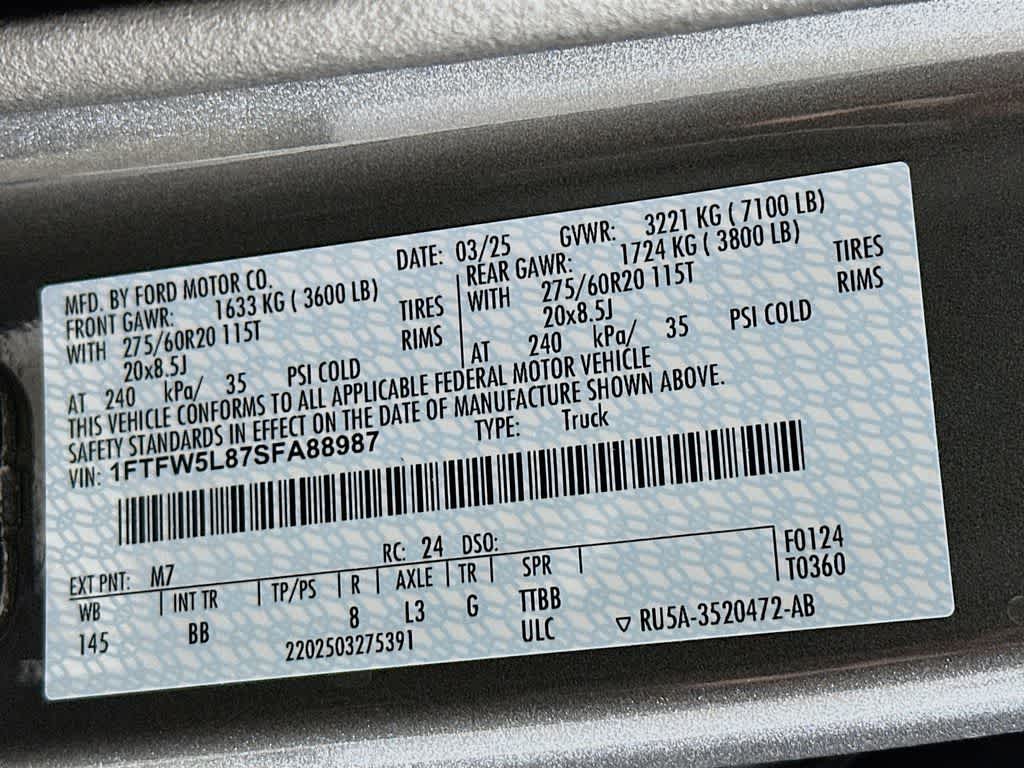 MFD. BY FORD MOTOR CO. DATE: 03/25 GVWR: 3221 KG ( 7100 LB)
FRONT GAWR: 1633 KG ( 3600 LB) REAR GAWR: 1724 KG ( 3800 LB)
WITH 275/60R20 115T TIRES WITH 275/60R20 115T TIRES
20x8.5J RIMS 20x8.5J RIMS
AT 240 kPa/ 35 PSI COLD AT 240 kPa/ 35 PSI COLD
THIS VEHICLE CONFORMS TO ALL APPLICABLE FEDERAL MOTOR VEHICLE
SAFETY STANDARDS IN EFFECT ON THE DATE OF MANUFACTURE SHOWN ABOVE.
VIN: 1FTFW5L87SFA88987 TYPE: Truck
EXT PNT: M7 RC: 24 DSO: F0124
WB INT TR TP/PS R AXLE TR SPR T0360
145 BB 8 L3 G TTBB
2202503275391 ULC ▽ RU5A-3520472-AB